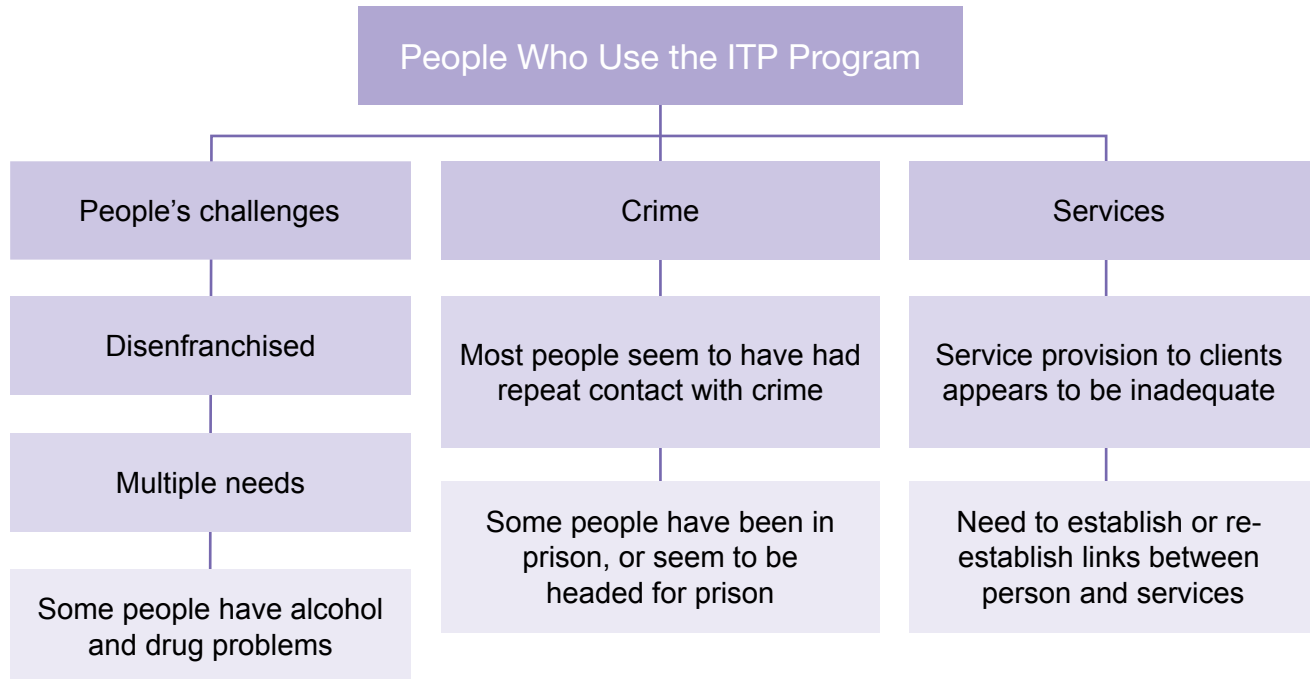 People Who Use the ITP Program
People’s challenges
Disenfranchised
Multiple needs
Some people have alcohol
and drug problems
Crime
Most people seem to have had
repeat contact with crime
Some people have been in
prison, or seem to be
headed for prison
Services
Service provision to clients
appears to be inadequate
Need to establish or re-
establish links between
person and services